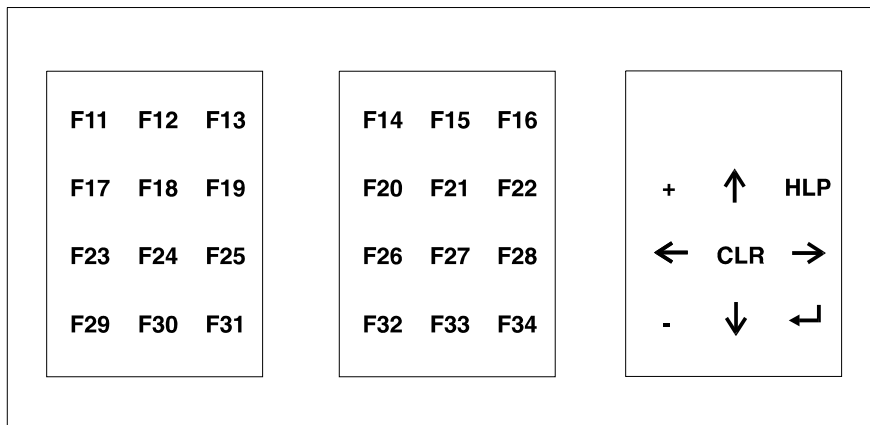 F11 F12 F13 F14 F15 F16
F17 F18 F19 F20 F21 F22 + ↑ HLP
F23 F24 F25 F26 F27 F28 ← CLR →
F29 F30 F31 F32 F33 F34 - ↓ ↵